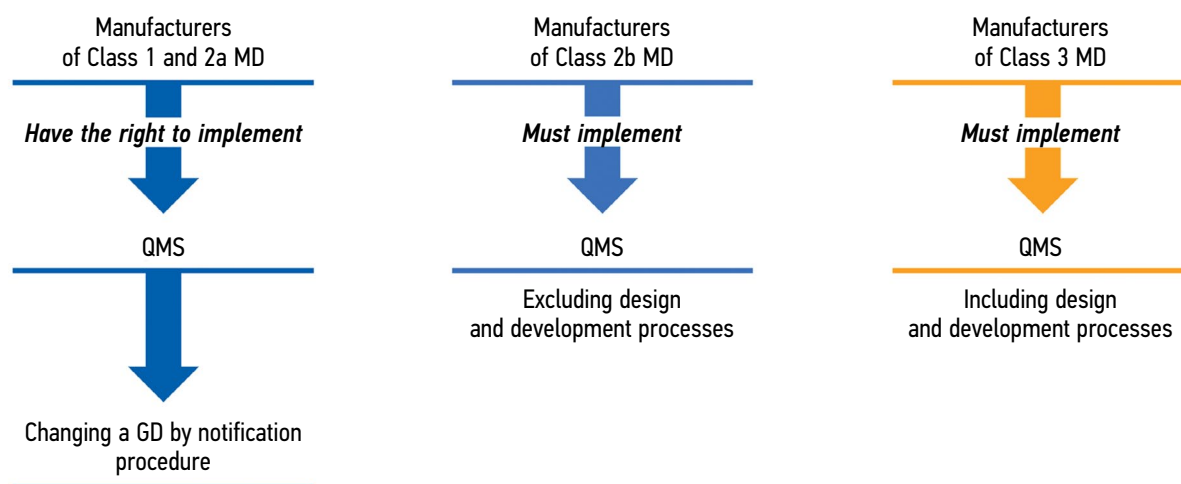 Manufacturers
of Class 1 and 2a MD
Have the right to implement
QMS
Changing a GD by notification
procedure
Manufacturers
of Class 2b MD
Must implement
QMS
Excluding design
and development processes
Manufacturers
of Class 3 MD
Must implement
QMS
Including design
and development processes